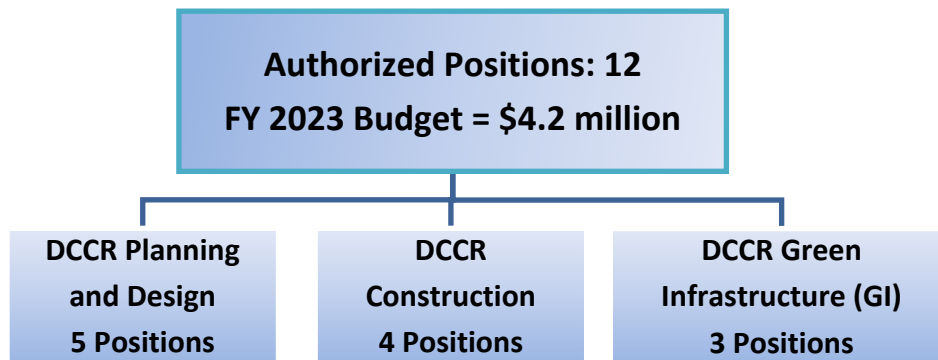 Authorized Positions: 12
FY 2023 Budget = $4.2 million
DCCR Planning
and Design
5 Positions
DCCR
Construction
4 Positions
DCCR Green
Infrastructure (GI)
3 Positions